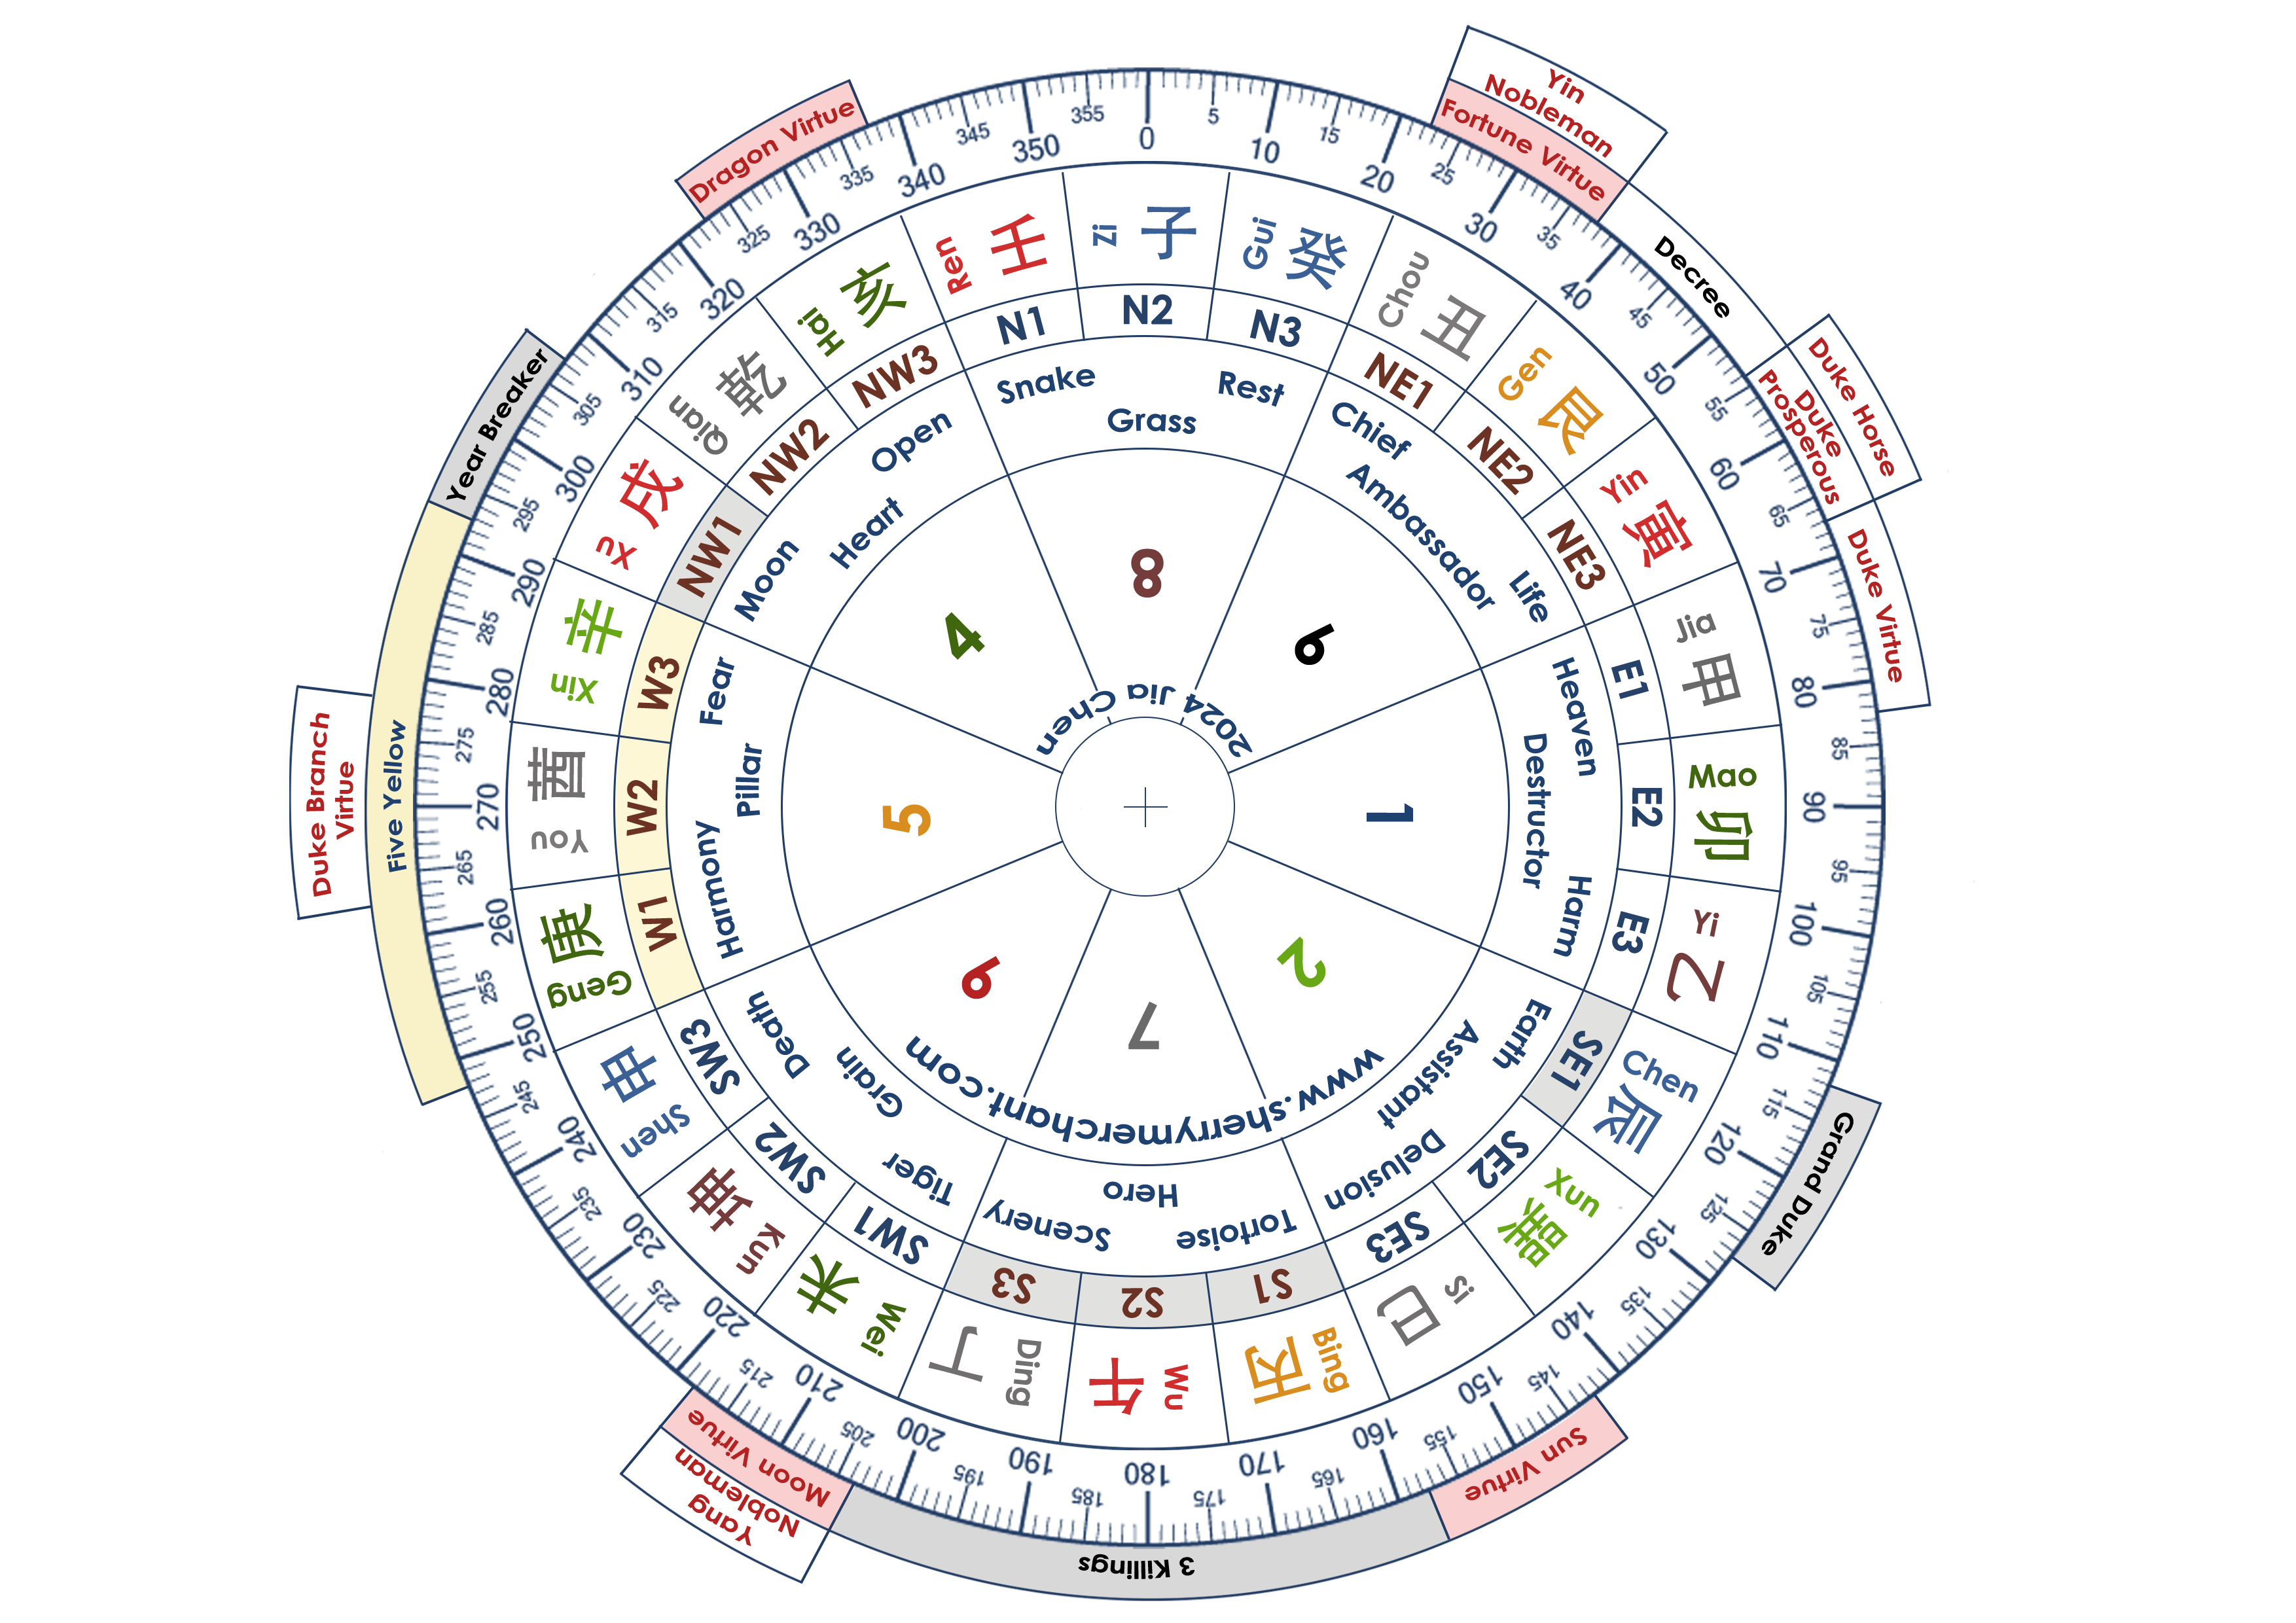 Yin
Nobleman
Fortune Virtue
Decree
Duke Horse
Duke
Prosperous
Duke Virtue
Grand Duke
Sun Virtue
3 Killings
Moon Virtue
Yang
Nobleman
Five Yellow
Duke Branch
Virtue
Year Breaker
Dragon Virtue
0
5
10
15
20
25
30
35
40
45
50
55
60
65
70
75
80
85
90
95
100
105
110
115
120
125
130
135
140
145
150
155
160
165
170
175
180
185
190
195
200
205
210
215
220
225
230
235
240
245
250
255
260
265
270
275
280
285
290
295
300
305
310
315
320
325
330
335
340
345
350
355
Ren 壬
Zi 子
Gui 癸
Chou 丑
Gen 艮
Yin 寅
Jia 甲
Mao 卯
Yi 乙
Chen 辰
Xun 巽
Si 巳
Bing 丙
Wu 午
Ding 丁
Wei 未
Kun 坤
Shen 申
Geng 庚
You 酉
Xin 辛
Xu 戌
Qian 乾
Hai 亥
N1
N2
N3
NE1
NE2
NE3
E1
E2
E3
SE1
SE2
SE3
S1
S2
S3
SW1
SW2
SW3
W1
W2
W3
NW1
NW2
NW3
Snake
Rest
Grass
Chief
Life
Ambassador
Heaven
Harm
Destructor
Earth
Delusion
Assistant
Tortoise
Scenery
Hero
Tiger
Death
Grain
Harmony
Fear
Pillar
Moon
Open
Heart
8
6
1
2
7
9
5
4
2024 Jia Chen
www.sherrymerchant.com